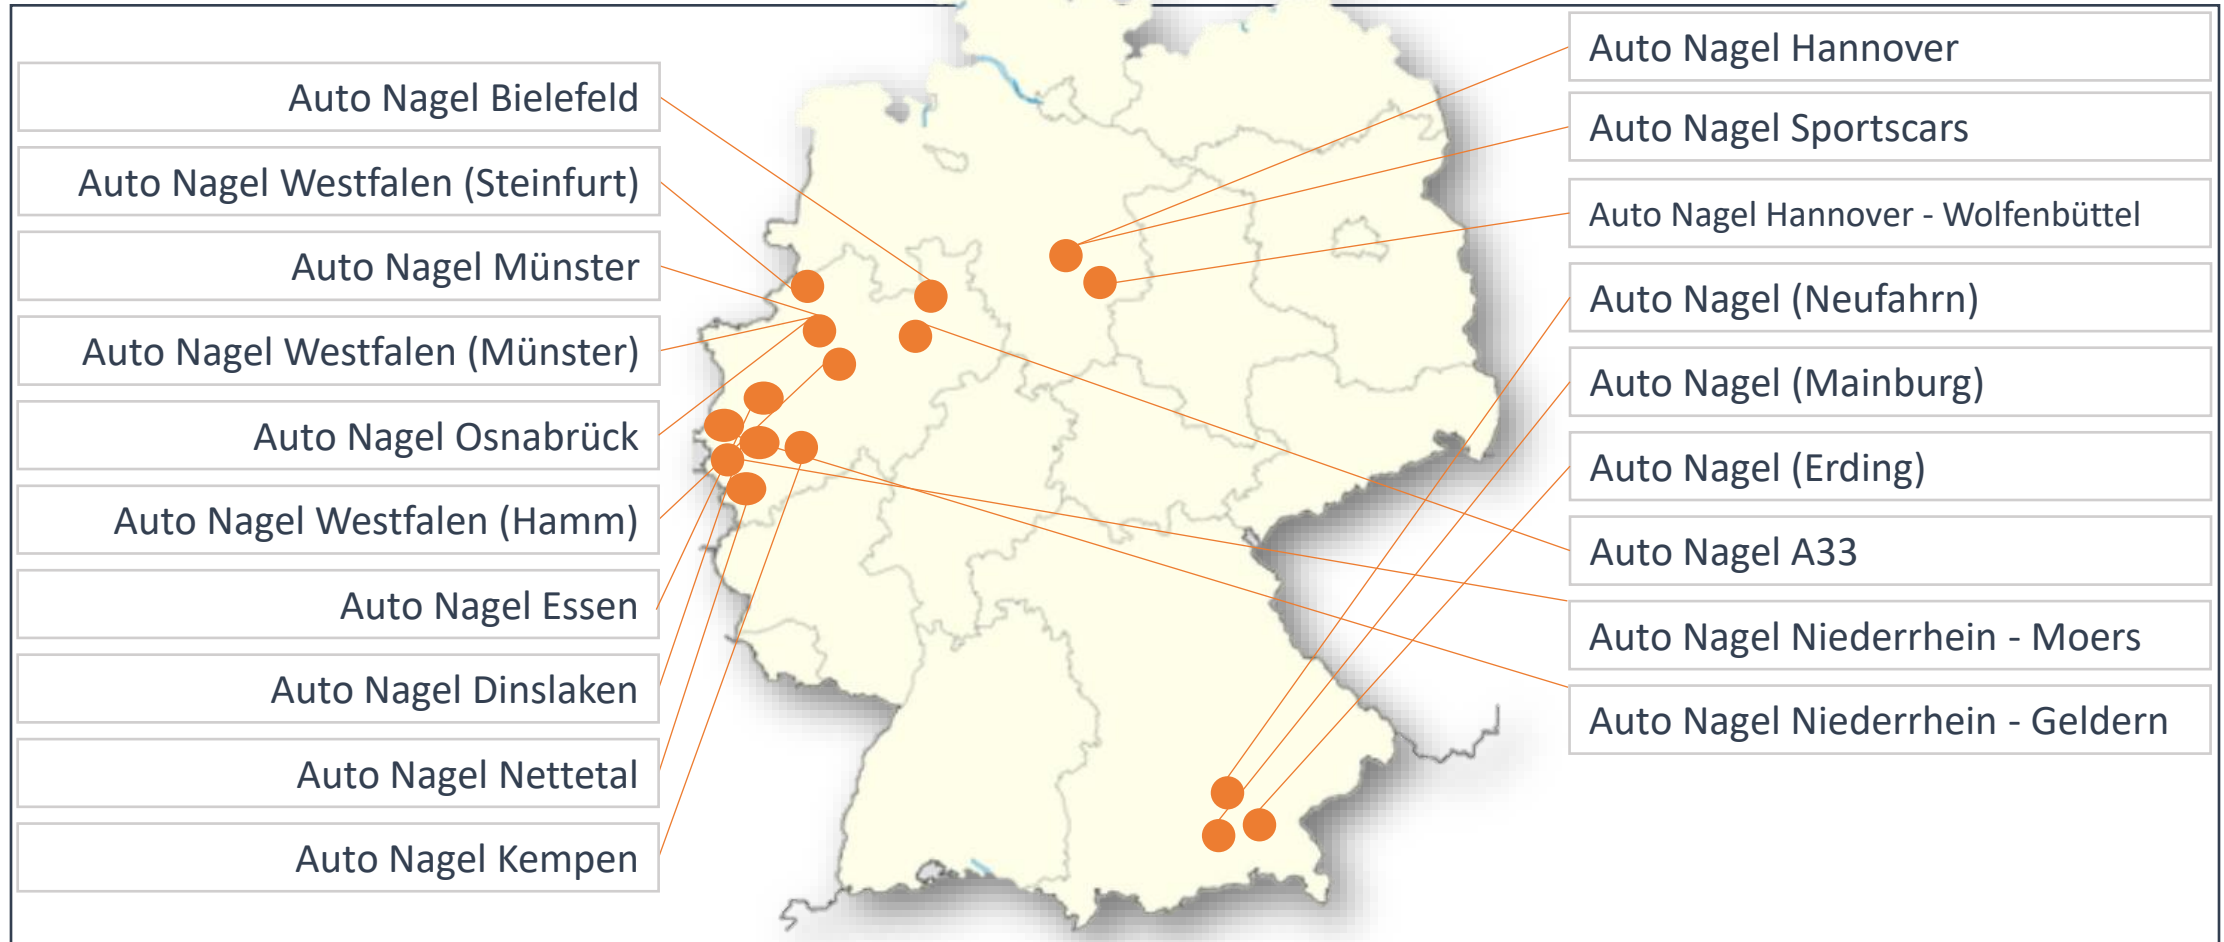 Auto Nagel Bielefeld
Auto Nagel Westfalen (Steinfurt)
Auto Nagel Münster
Auto Nagel Westfalen (Münster)
Auto Nagel Osnabrück
Auto Nagel Westfalen (Hamm)
Auto Nagel Essen
Auto Nagel Dinslaken
Auto Nagel Nettetal
Auto Nagel Kempen
Auto Nagel Hannover
Auto Nagel Sportscars
Auto Nagel Hannover - Wolfenbüttel
Auto Nagel (Neufahrn)
Auto Nagel (Mainburg)
Auto Nagel (Erding)
Auto Nagel A33
Auto Nagel Niederrhein - Moers
Auto Nagel Niederrhein - Geldern